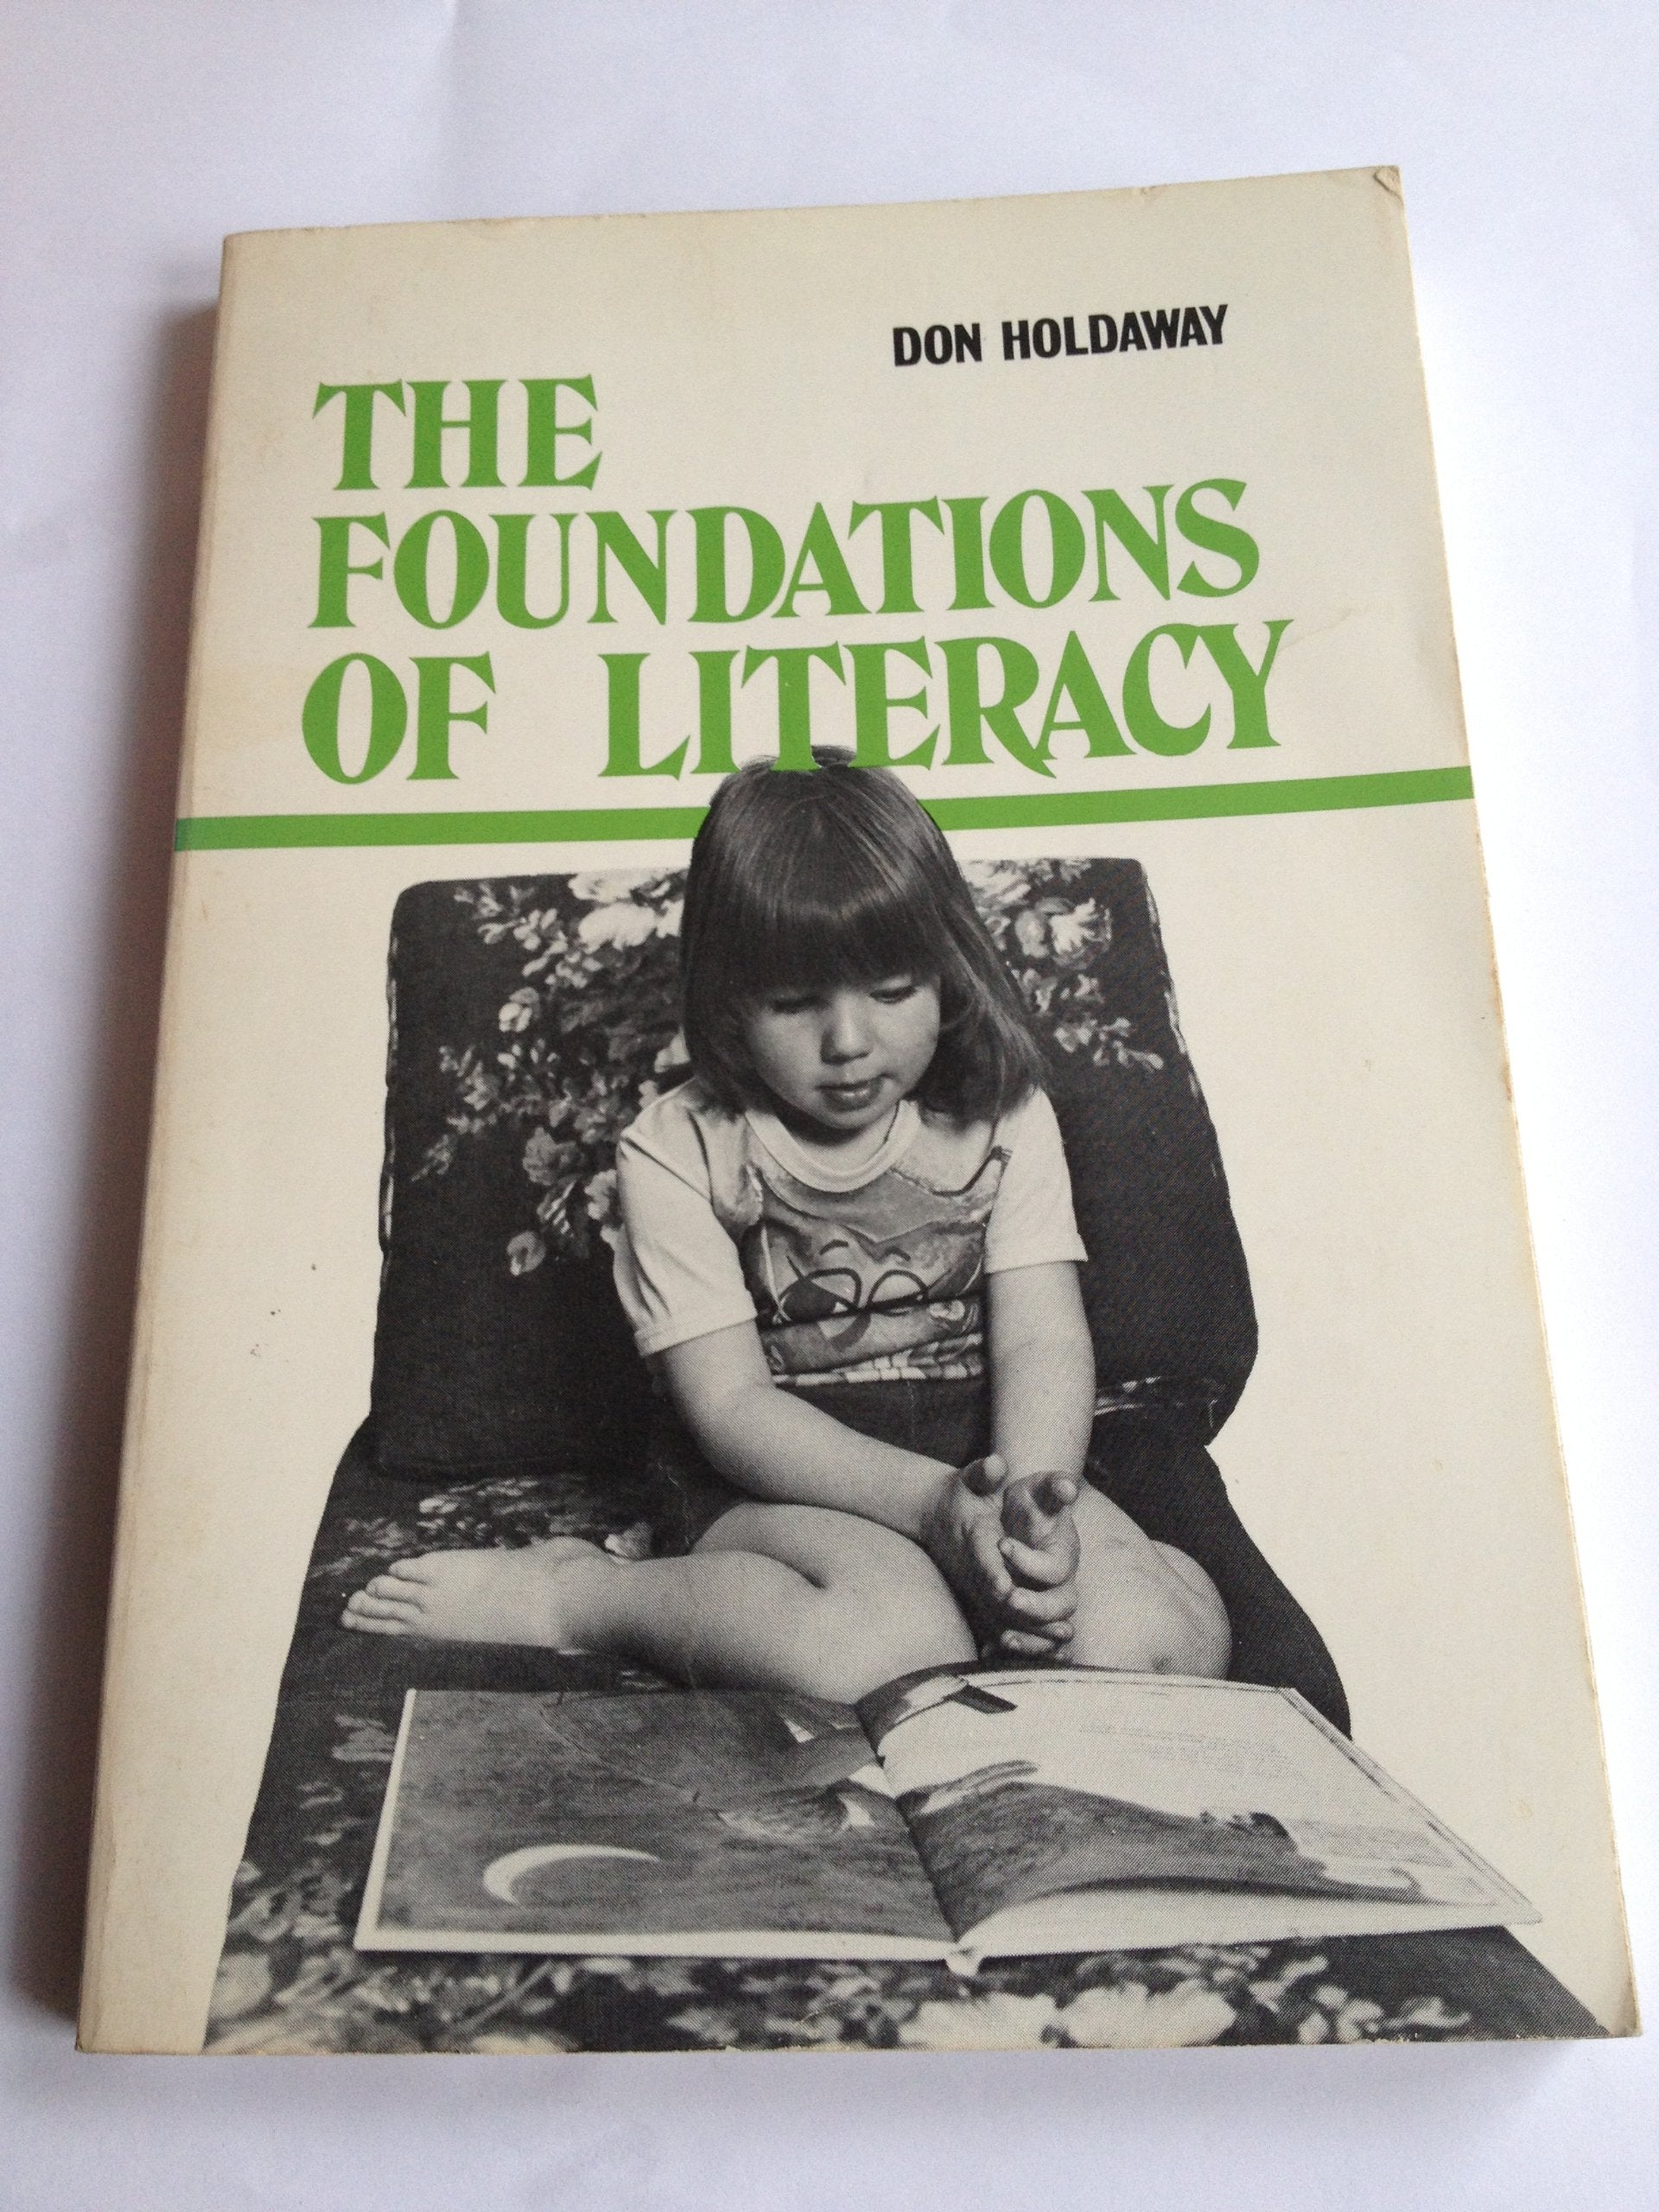 DON HOLDAWAY
THE
FOUNDATIONS
OF LITERACY